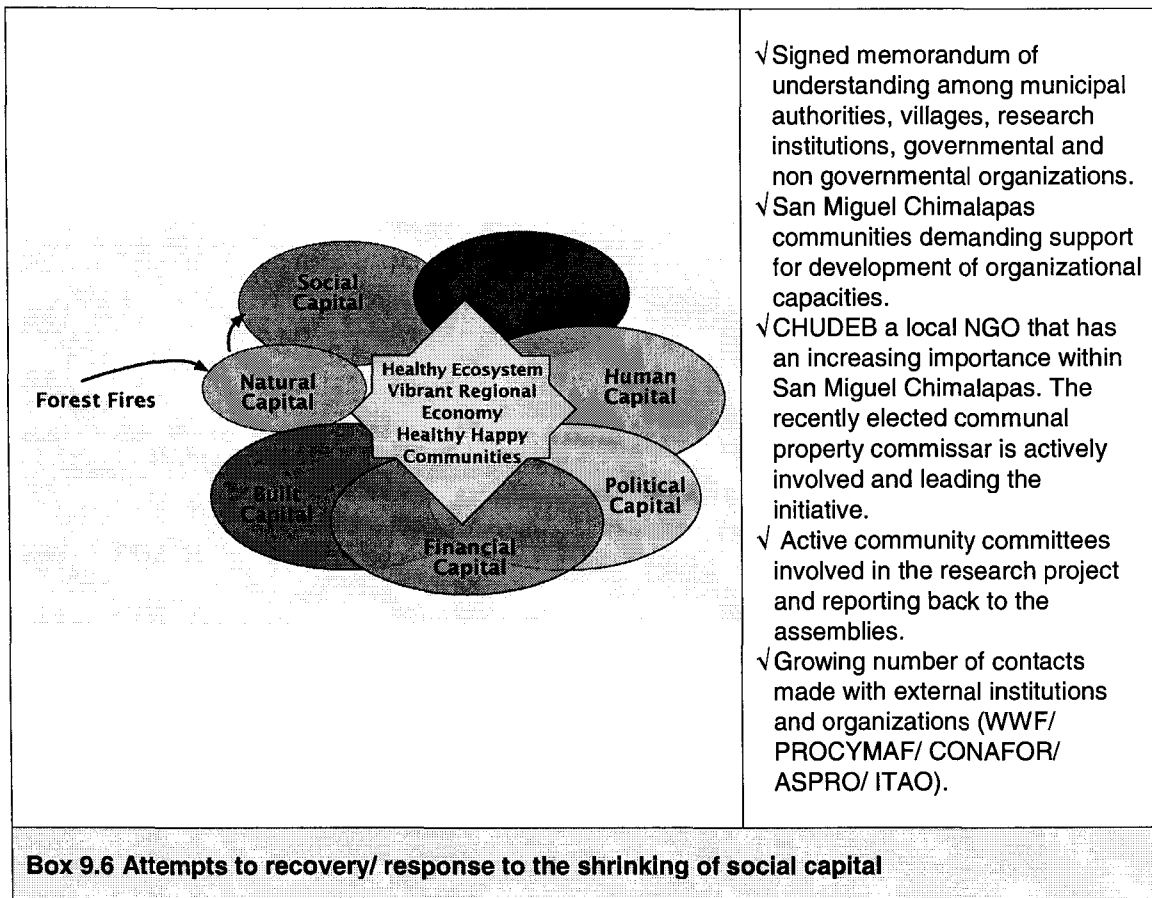 Social
Capital
Natural
Capital
Forest Fires
Healthy Ecosystem
Vibrant Regional
Economy
Healthy Happy
Communities
Human
Capital
Political
Capital
Built
Capital
Financial
Capital
√ Signed memorandum of
understanding among municipal
authorities, villages, research
institutions, governmental and
non governmental organizations.
√ San Miguel Chimalapas
communities demanding support
for development of organizational
capacities.
√ CHUDEB a local NGO that has
an increasing importance within
San Miguel Chimalapas. The
recently elected communal
property commissar is actively
involved and leading the
initiative.
√ Active community committees
involved in the research project
and reporting back to the
assemblies.
√ Growing number of contacts
made with external institutions
and organizations (WWF/
PROCYMAF/ CONAFOR/
ASPRO/ ITAO).
Box 9.6 Attempts to recovery/ response to the shrinking of social capital